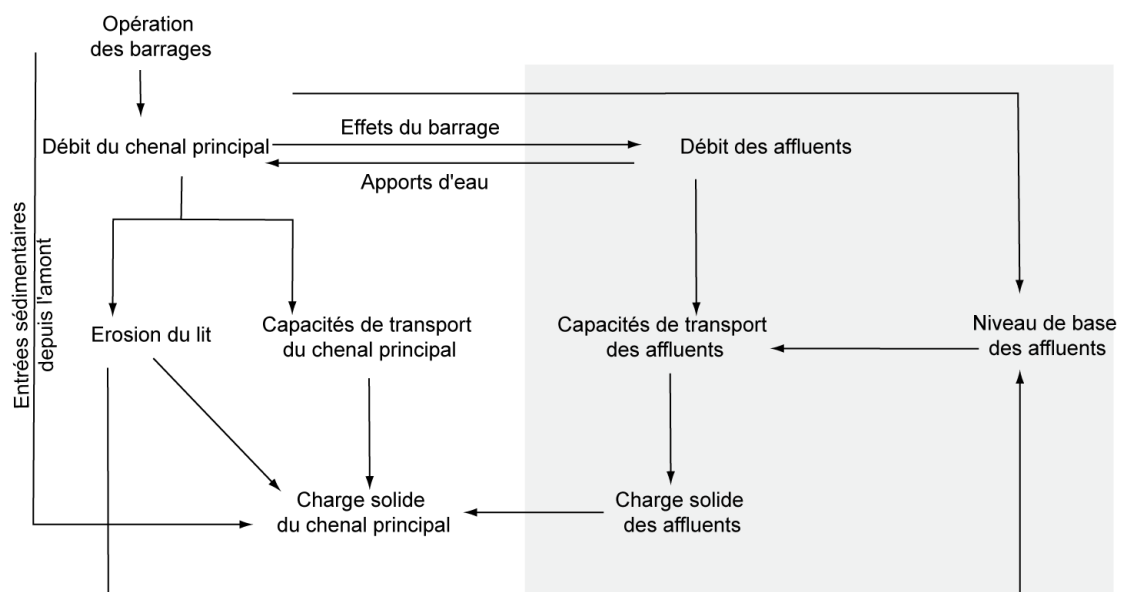 Opération
des barrages
Effets du barrage
Débit du chenal principal
Débit des affluents
Apports d'eau
Entrées sédimentaires
depuis l'amont
Erosion du lit
Capacités de transport
du chenal principal
Capacités de transport
des affluents
Niveau de base
des affluents
Charge solide
du chenal principal
Charge solide
des affluents